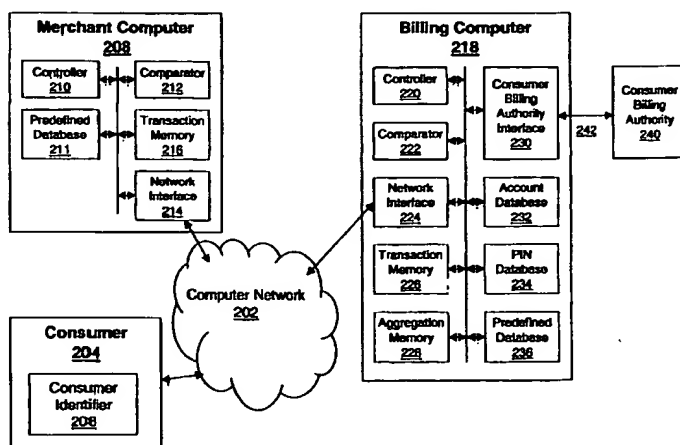 Merchant Computer
208
Controller
210
Comparator
212
Predefined
Database
211
Transaction
Memory
216
Network
Interface
214
Billing Computer
218
Controller
220
Consumer
Billing
Authority
Interface
230
Comparator
222
Network
Interface
224
Account
Database
232
Transaction
Memory
226
PIN
Database
234
Aggregation
Memory
228
Predefined
Database
236
242
Consumer
Billing
Authority
240
Computer Network
202
Consumer
204
Consumer
Identifier
206